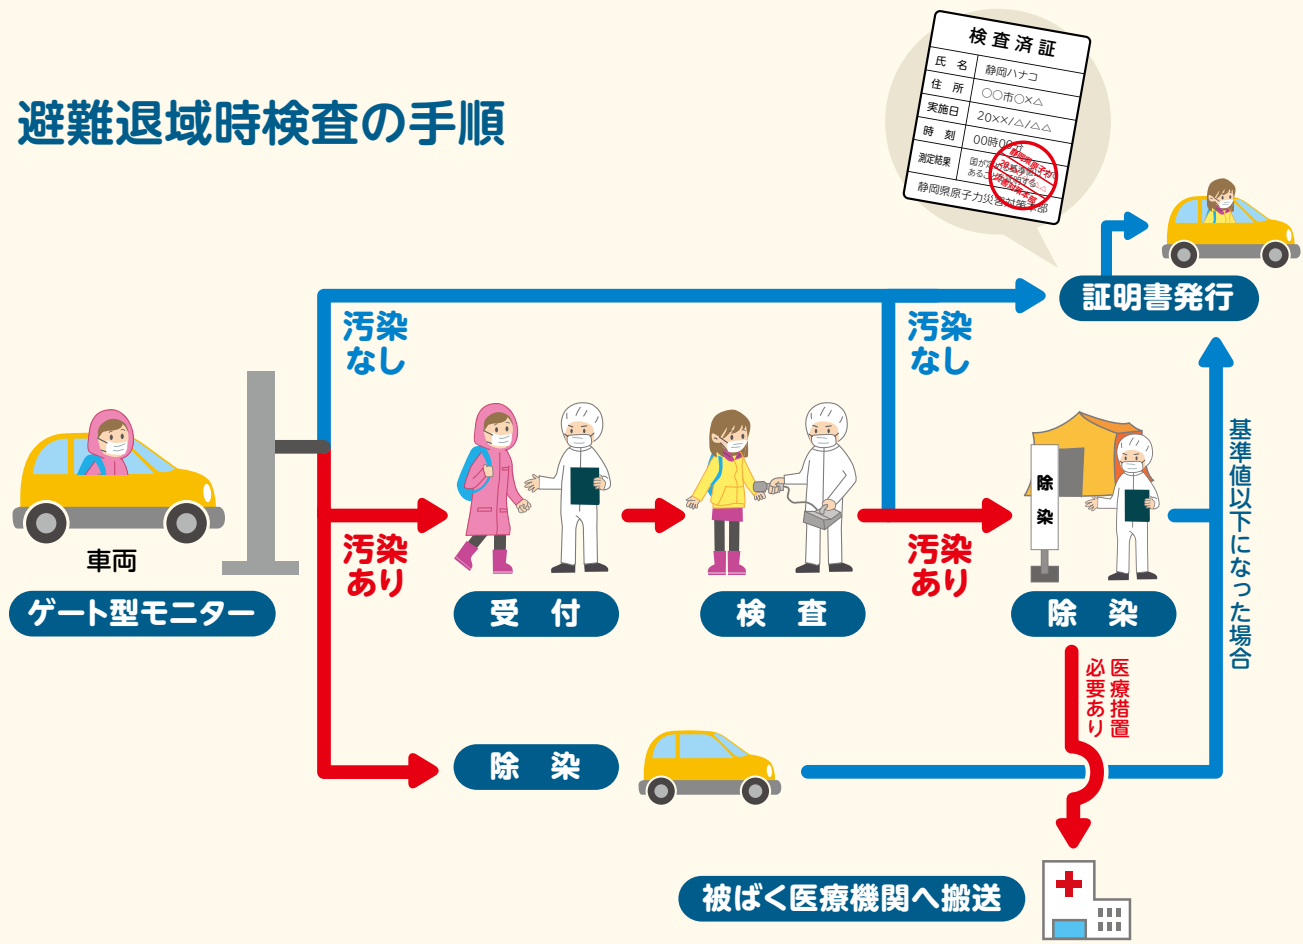 避難退域時検査の手順
検査済証
氏 名 静岡ハナコ
住 所 ○○市○×△
実施日 20××/△/△△
時 刻 00時00分
測定結果
静岡県原子力災害対策本部
証明書発行
汚染
なし
汚染
なし
車両
ゲート型モニター
汚染
あり
受 付
検 査
汚染
あり
除
染
除 染
基準値以下になった場合
医療措置
必要あり
除 染
被ばく医療機関へ搬送